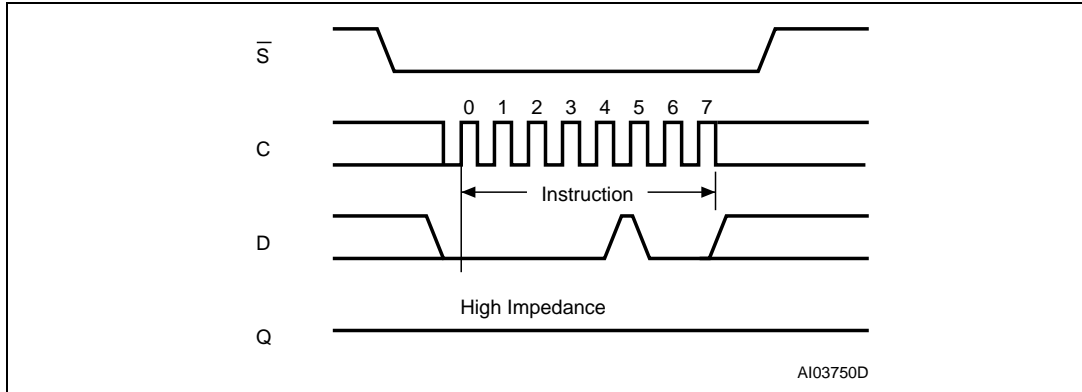 S̅
0 1 2 3 4 5 6 7
C
Instruction
D
High Impedance
Q
AI03750D